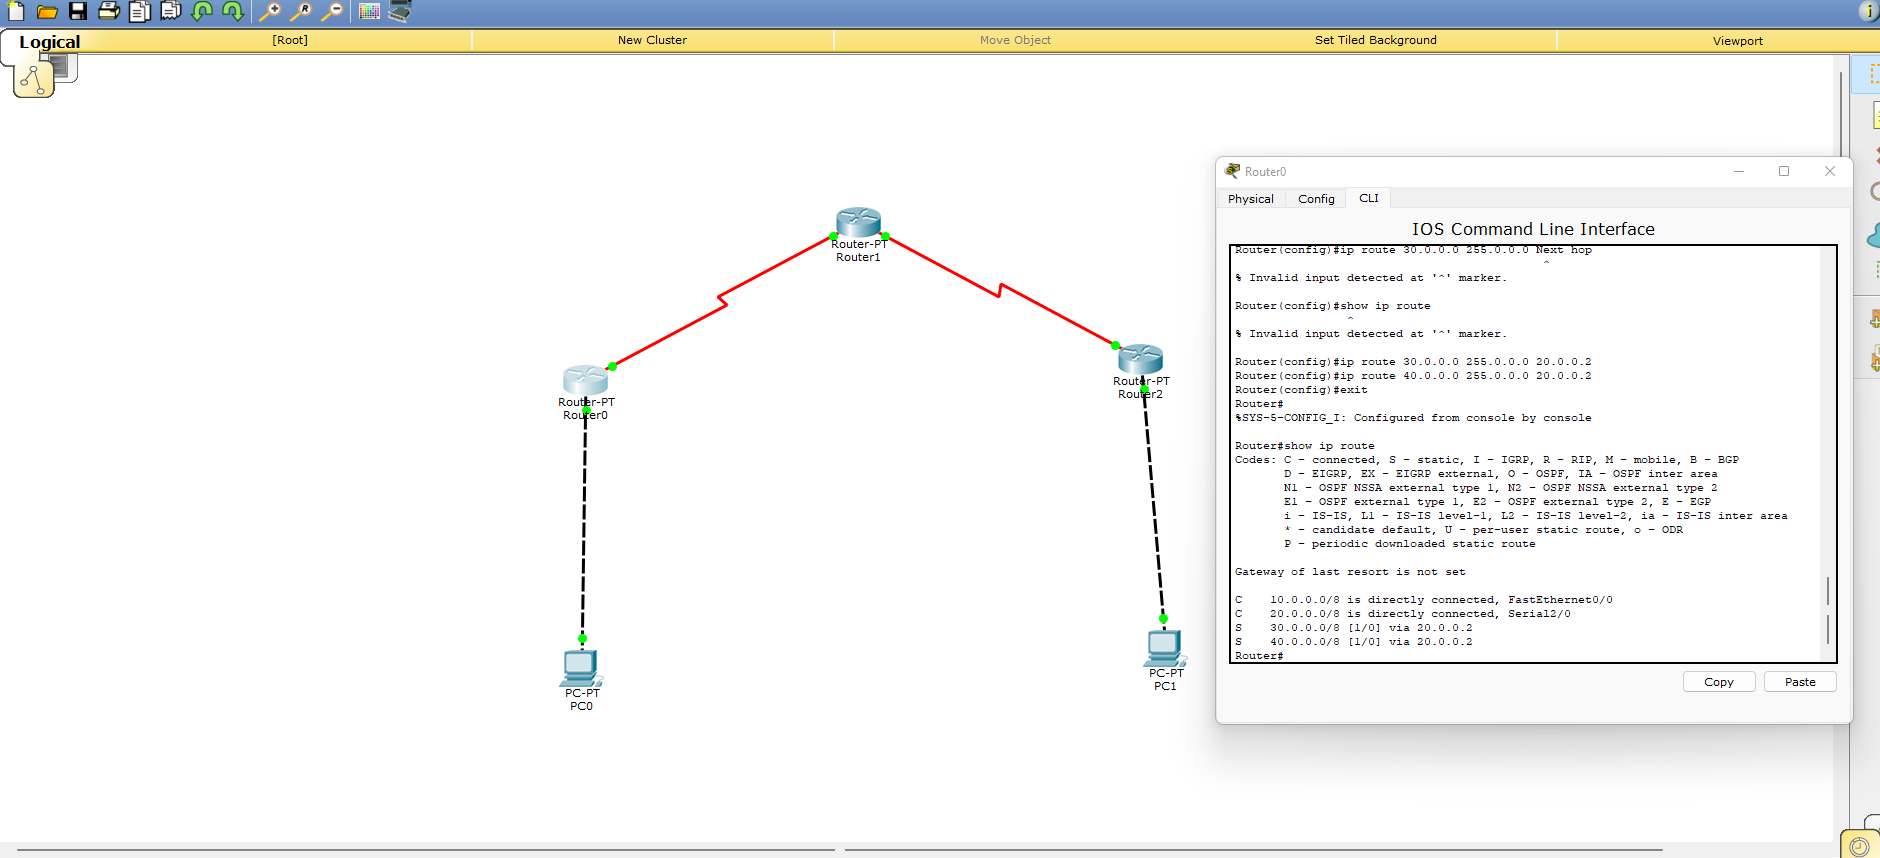 Logical
[Root]
New Cluster
Move Object
Set Tiled Background
Viewport
Router-PT
Router1
Router-PT
Router0
Router-PT
Router2
PC-PT
PC0
PC-PT
PC1
Router0
Physical
Config
CLI
IOS Command Line Interface
Router(config)#ip route 30.0.0.0 255.0.0.0 Next hop
^
% Invalid input detected at '^' marker.
Router(config)#show ip route
^
% Invalid input detected at '^' marker.
Router(config)#ip route 30.0.0.0 255.0.0.0 20.0.0.2
Router(config)#ip route 40.0.0.0 255.0.0.0 20.0.0.2
Router(config)#exit
Router#
%SYS-5-CONFIG_I: Configured from console by console
Router#show ip route
Codes: C - connected, S - static, I - IGRP, R - RIP, M - mobile, B - BGP
D - EIGRP, EX - EIGRP external, O - OSPF, IA - OSPF inter area
N1 - OSPF NSSA external type 1, N2 - OSPF NSSA external type 2
E1 - OSPF external type 1, E2 - OSPF external type 2, E - EGP
i - IS-IS, L1 - IS-IS level-1, L2 - IS-IS level-2, ia - IS-IS inter area
* - candidate default, U - per-user static route, o - ODR
P - periodic downloaded static route
Gateway of last resort is not set
C 10.0.0.0/8 is directly connected, FastEthernet0/0
C 20.0.0.0/8 is directly connected, Serial2/0
S 30.0.0.0/8 [1/0] via 20.0.0.2
S 40.0.0.0/8 [1/0] via 20.0.0.2
Router#
Copy
Paste